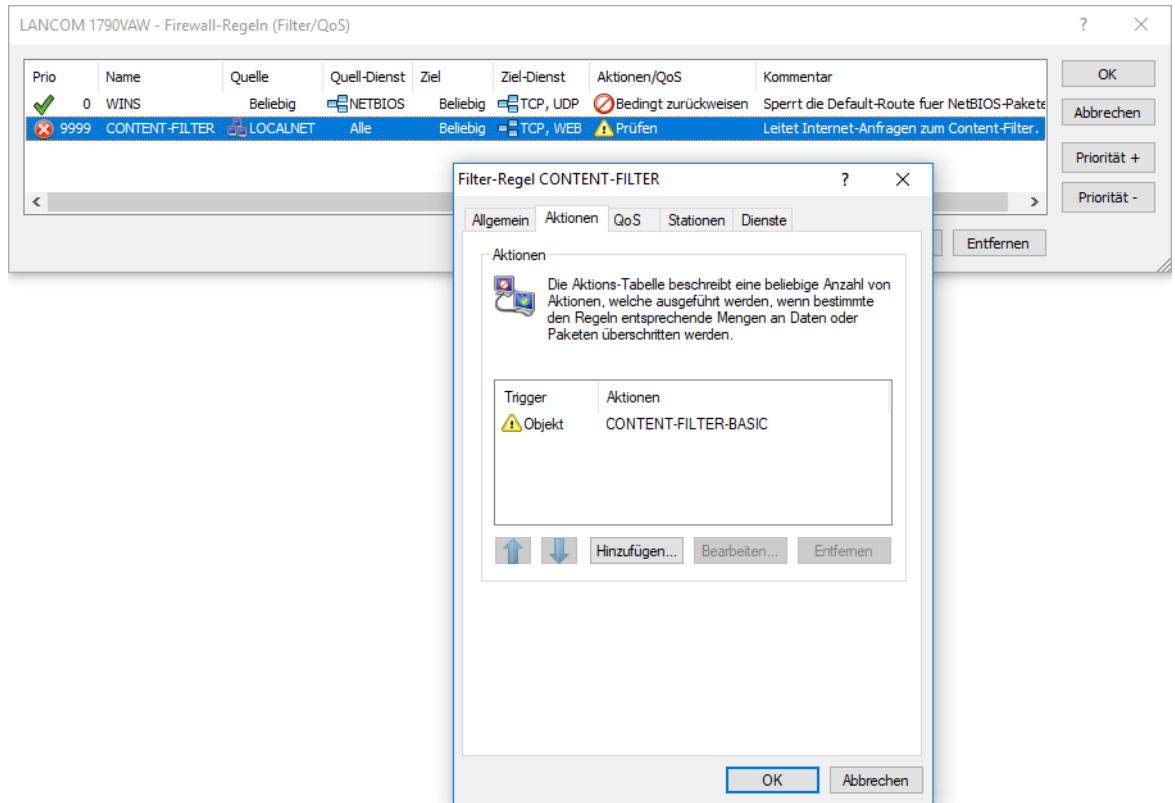 LANCOM 1790VAW - Firewall-Regeln (Filter/QoS)
?
Prio Name Quelle Quell-Dienst Ziel Ziel-Dienst Aktionen/QoS Kommentar
0 WINS Beliebig NETBIOS Beliebig TCP, UDP Bedingt zurückweisen Sperrt die Default-Route fuer NetBIOS-Pakete
9999 CONTENT-FILTER LOCALNET Alle Beliebig TCP, WEB Prüfen Leitet Internet-Anfragen zum Content-Filter.
OK
Abbrechen
Priorität +
Priorität -
Entfernen
Filter-Regel CONTENT-FILTER ?
Allgemein Aktionen QoS Stationen Dienste
Aktionen
Die Aktions-Tabelle beschreibt eine beliebige Anzahl von
Aktionen, welche ausgeführt werden, wenn bestimmte
den Regeln entsprechende Mengen an Daten oder
Paketen überschritten werden.
Trigger Aktionen
Objekt CONTENT-FILTER-BASIC
Hinzufügen... Bearbeiten... Entfernen
OK Abbrechen